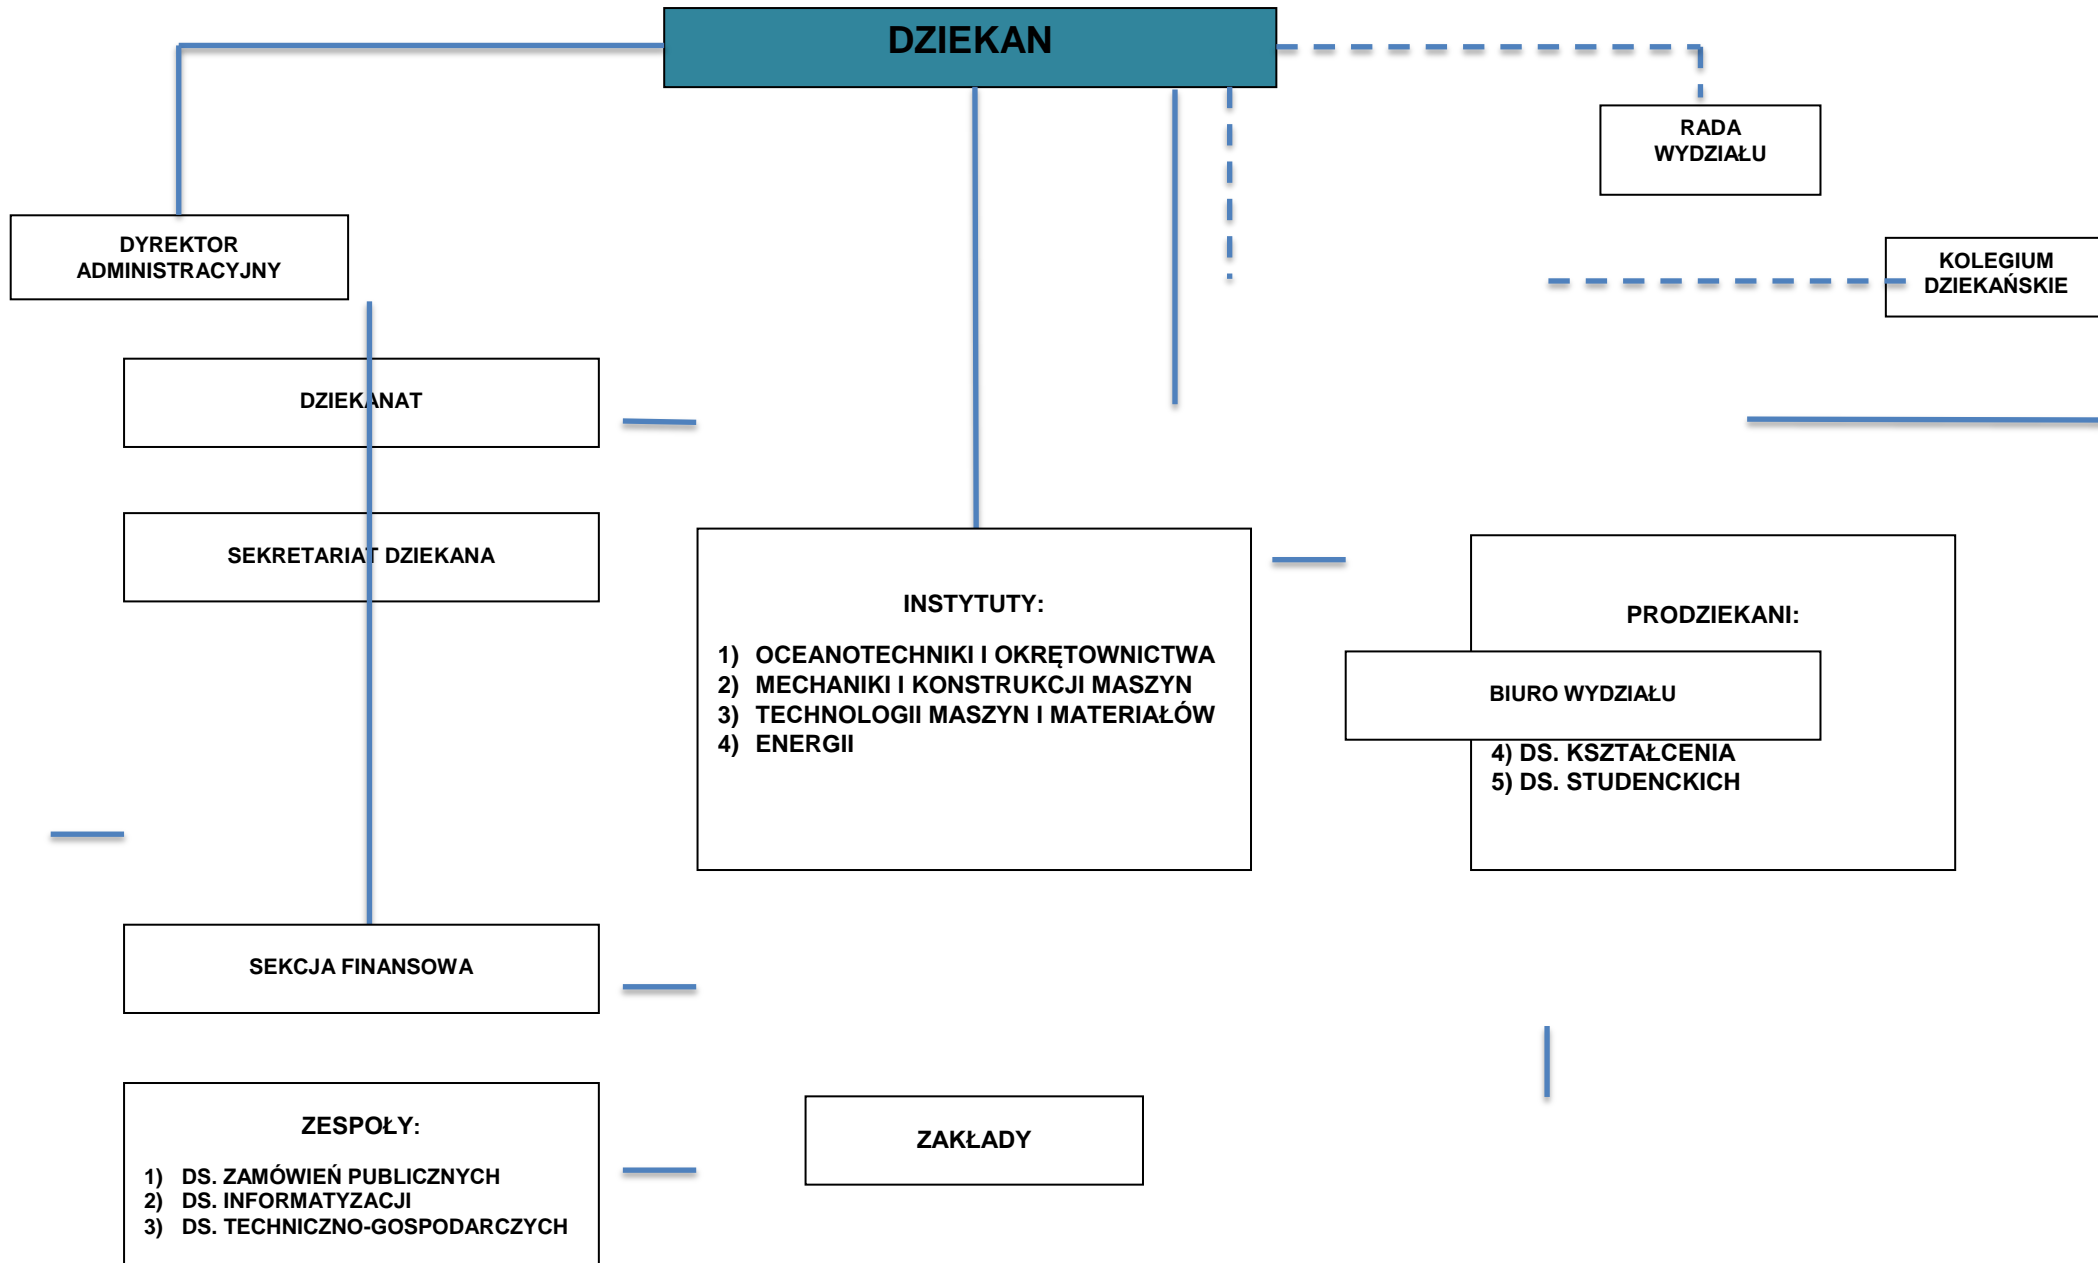 DZIEKAN
RADA
WYDZIAŁU
DYREKTOR
ADMINISTRACYJNY
KOLEGIUM
DZIEKAŃSKIE
DZIEKANAT
SEKRETARIAT DZIEKANA
INSTYTUTY:
1) OCEANOTECHNIKI I OKRĘTOWNICTWA
2) MECHANIKI I KONSTRUKCJI MASZYN
3) TECHNOLOGII MASZYN I MATERIAŁÓW
4) ENERGII
PRODZIEKANI:
BIURO WYDZIAŁU
4) DS. KSZTAŁCENIA
5) DS. STUDENCKICH
SEKCJA FINANSOWA
ZESPOŁY:
1) DS. ZAMÓWIEŃ PUBLICZNYCH
2) DS. INFORMATYZACJI
3) DS. TECHNICZNO-GOSPODARCZYCH
ZAKŁADY